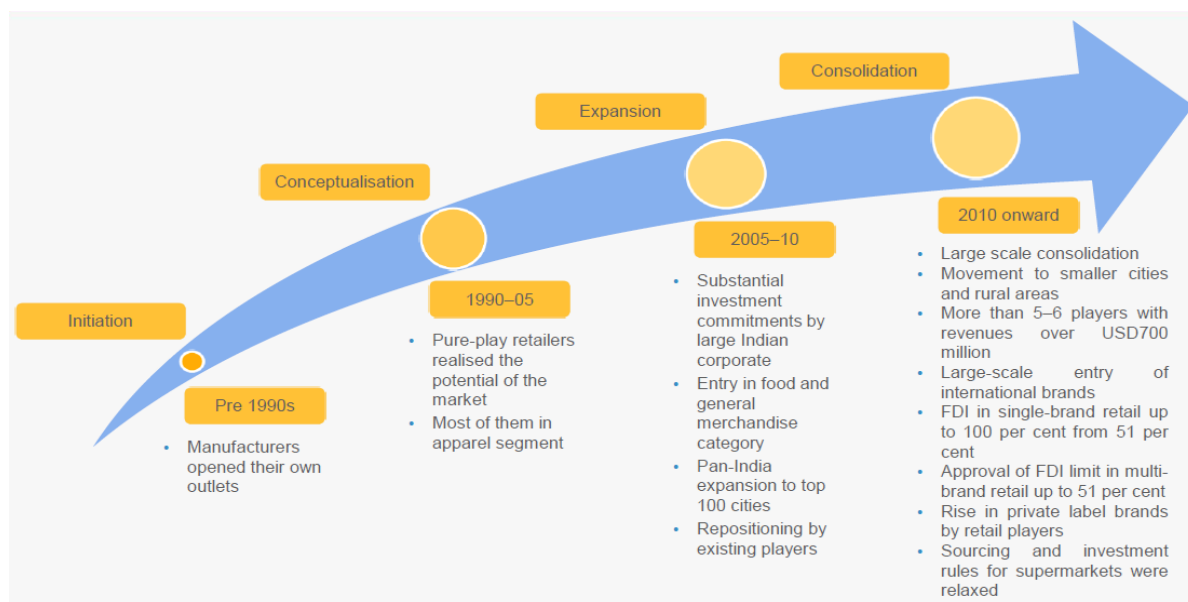 Initiation
Pre 1990s
• Manufacturers
opened their own
outlets
Conceptualisation
1990–05
• Pure-play retailers
realised the
potential of the
market
• Most of them in
apparel segment
Expansion
2005–10
• Substantial
investment
commitments by
large Indian
corporate
• Entry in food and
general
merchandise
category
• Pan-India
expansion to top
100 cities
• Repositioning by
existing players
Consolidation
2010 onward
• Large scale consolidation
• Movement to smaller cities
and rural areas
• More than 5–6 players with
revenues over USD700
million
• Large-scale entry of
international brands
• FDI in single-brand retail up
to 100 per cent from 51 per
cent
• Approval of FDI limit in multi-
brand retail up to 51 per cent
• Rise in private label brands
by retail players
• Sourcing and investment
rules for supermarkets were
relaxed